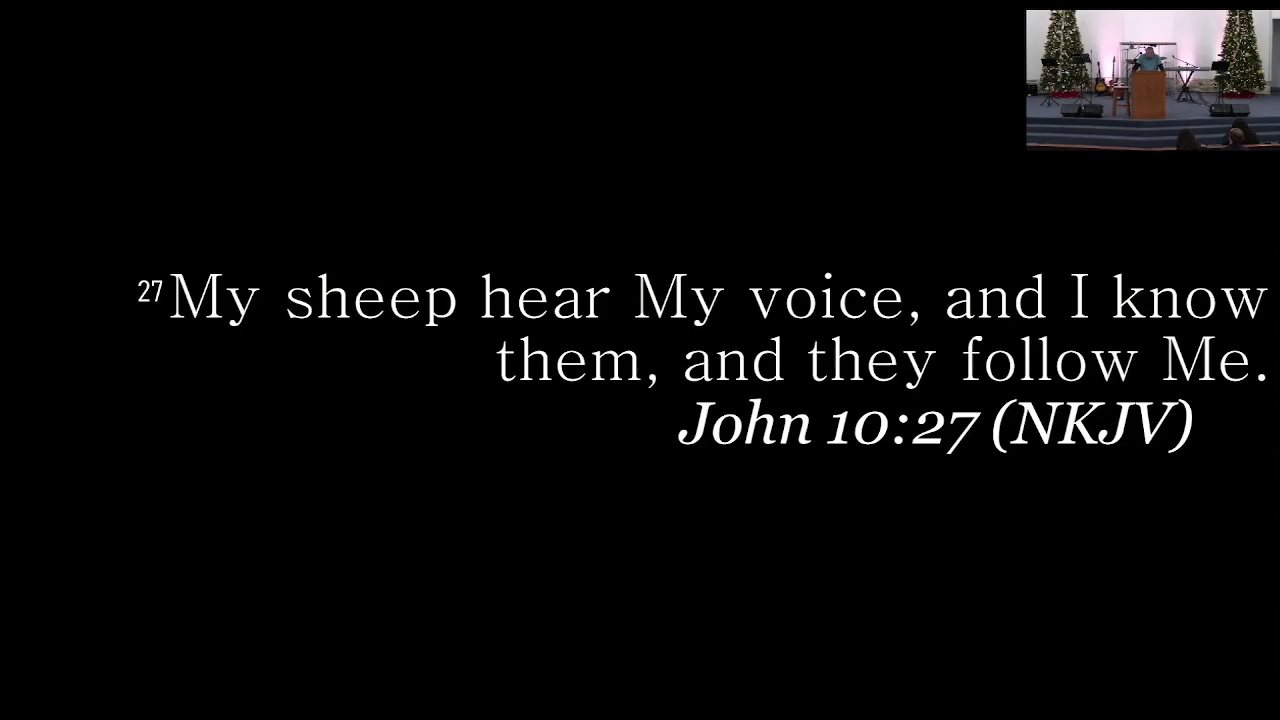 27My sheep hear My voice, and I know
them, and they follow Me.
John 10:27 (NKJV)